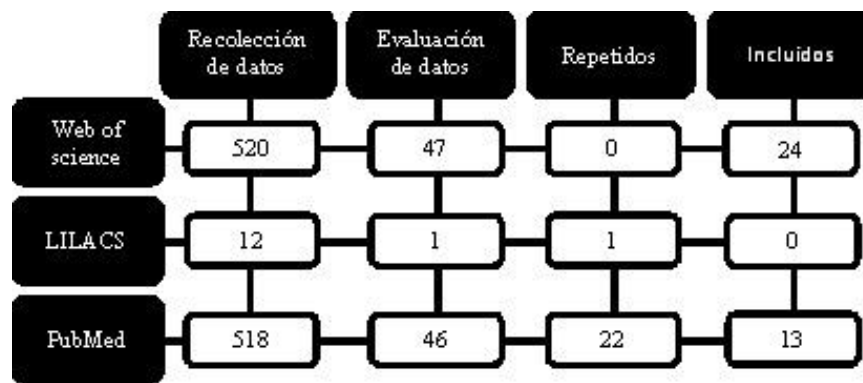 Recolección
de datos
Evaluación
de datos
Repetidos
Incluidos
Web of
science
520
47
0
24
LILACS
12
1
1
0
PubMed
518
46
22
13